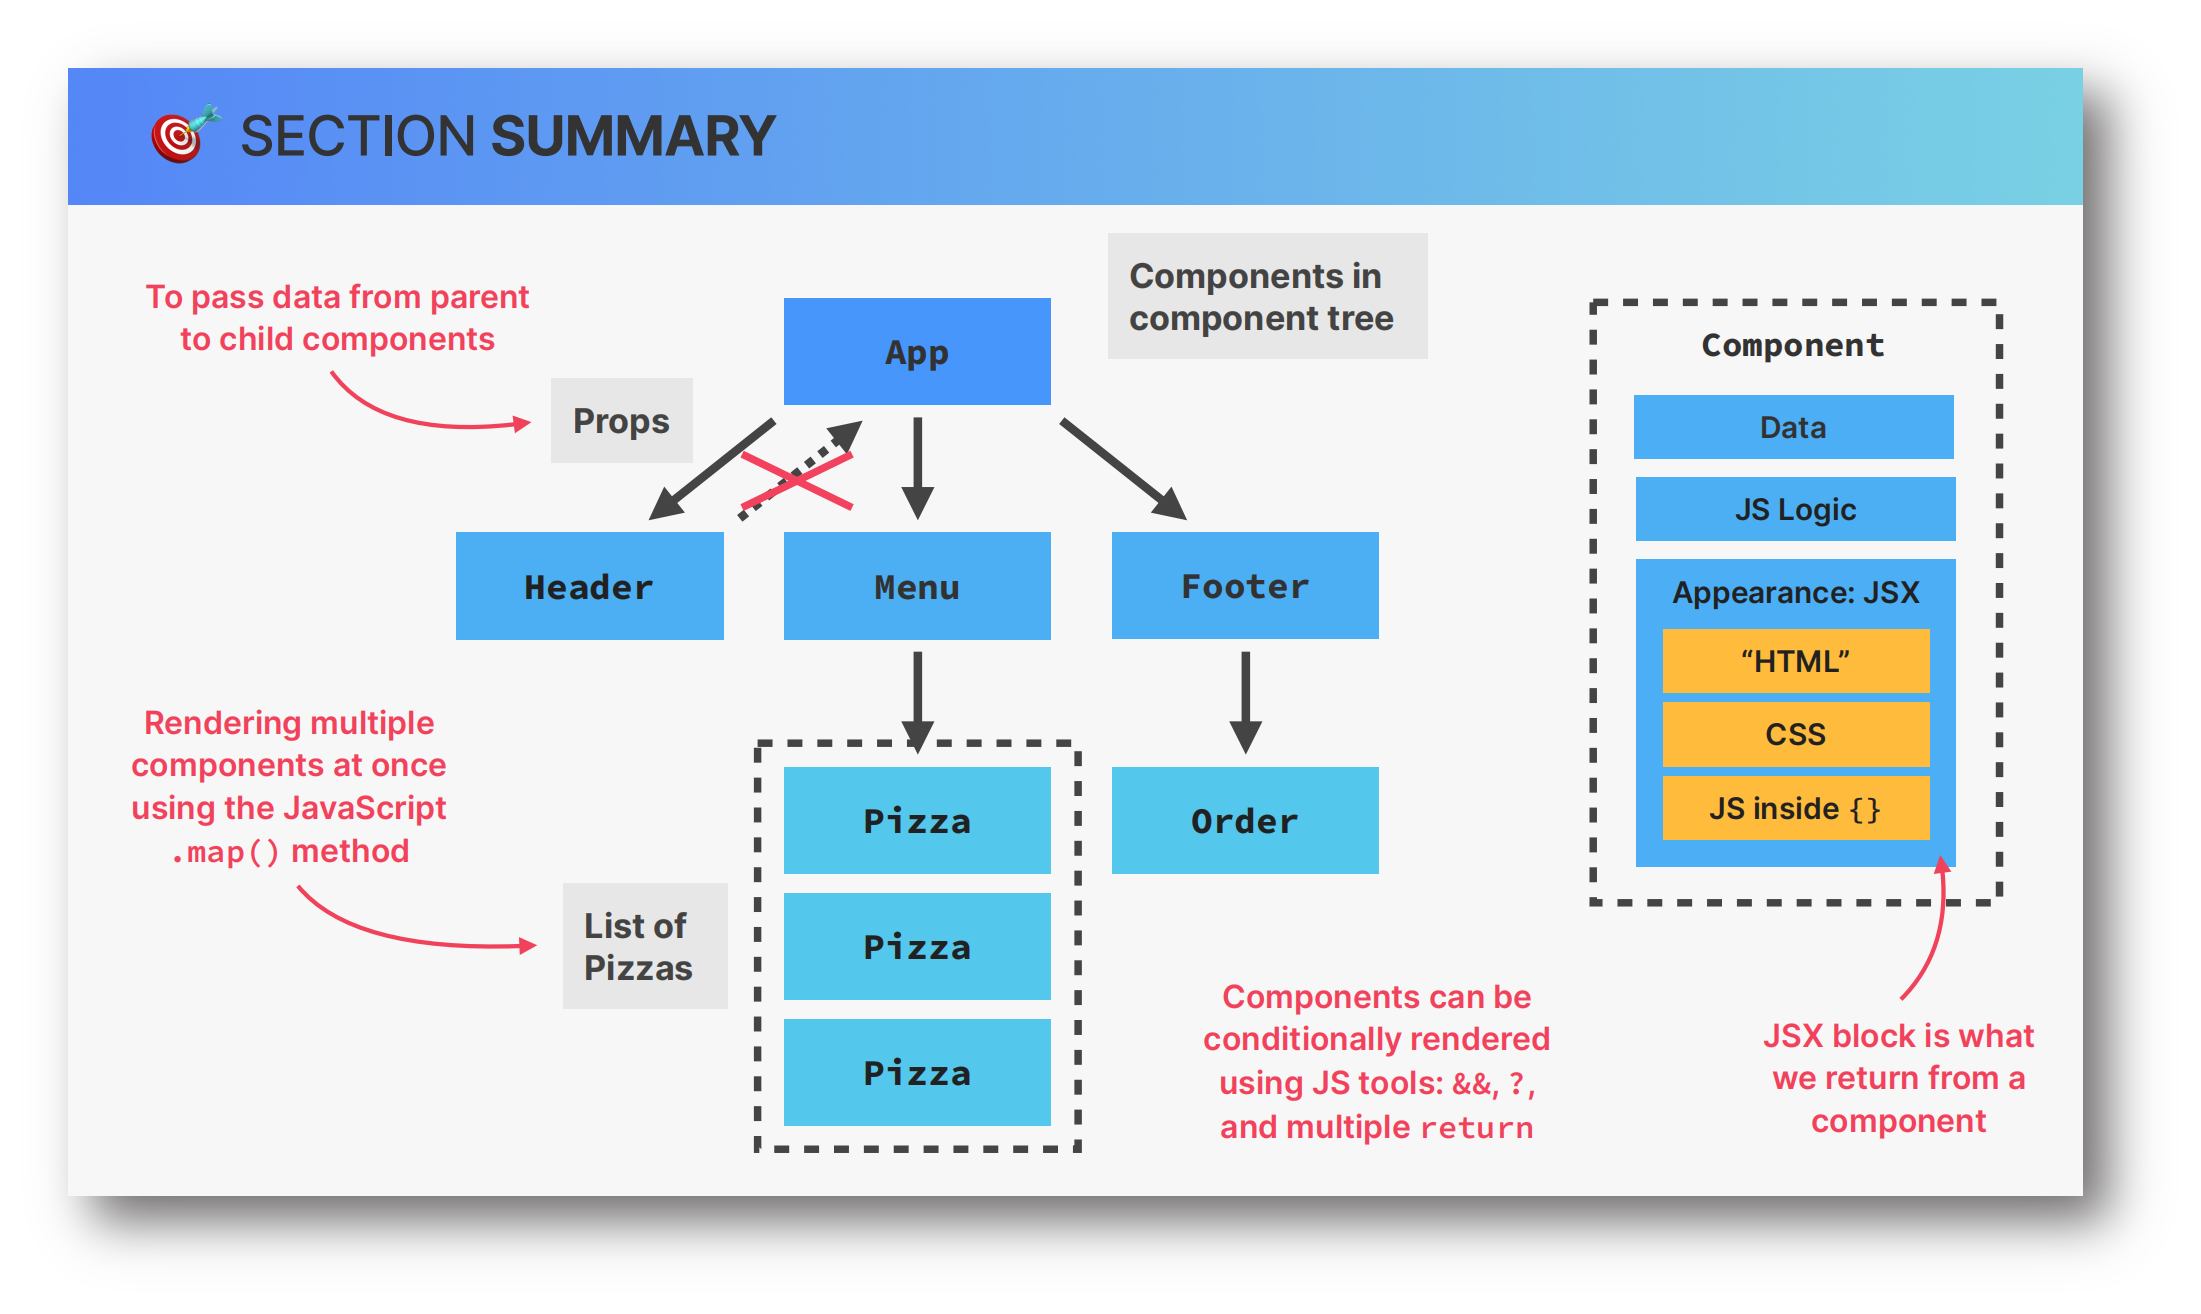 SECTION SUMMARY
To pass data from parent
to child components
Props
Components in
component tree
App
Header
Menu
Footer
Rendering multiple
components at once
using the JavaScript
.map() method
List of
Pizzas
Pizza
Pizza
Pizza
Order
Components can be
conditionally rendered
using JS tools: &&, ?,
and multiple return
Component
Data
JS Logic
Appearance: JSX
“HTML”
CSS
JS inside {}
JSX block is what
we return from a
component